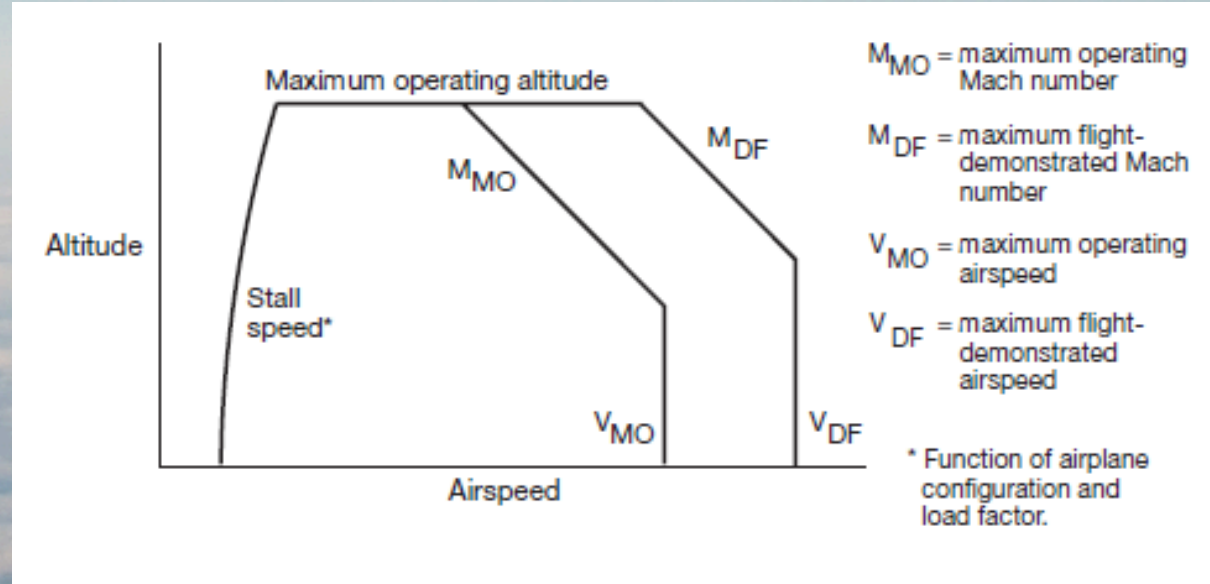 Maximum operating altitude
MMO
MDF
Altitude
Stall
speed*
VMO
VDF
Airspeed
MMO = maximum operating
Mach number
MDF = maximum flight-
demonstrated Mach
number
VMO = maximum operating
airspeed
VDF = maximum flight-
demonstrated
airspeed
* Function of airplane
configuration and
load factor.